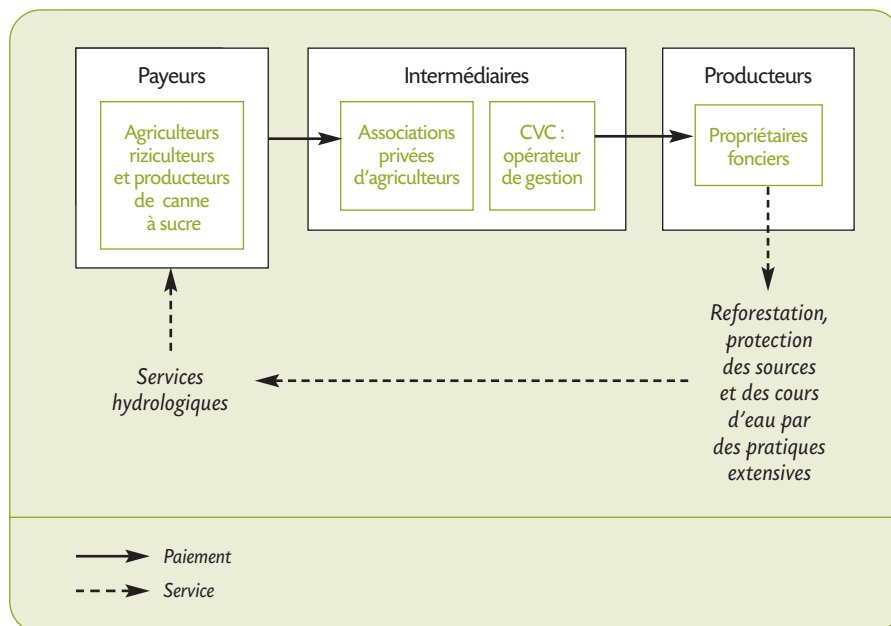 Payeurs
Agriculteurs
riziculteurs
et producteurs
de canne
à sucre
Intermédiaires
Associations
privées
d'agriculteurs
CVC :
opérateur
de gestion
Producteurs
Propriétaires
fonciers
Services
hydrologiques
Reforestation,
protection
des sources
et des cours
d'eau par
des pratiques
extensives
Paiement
Service